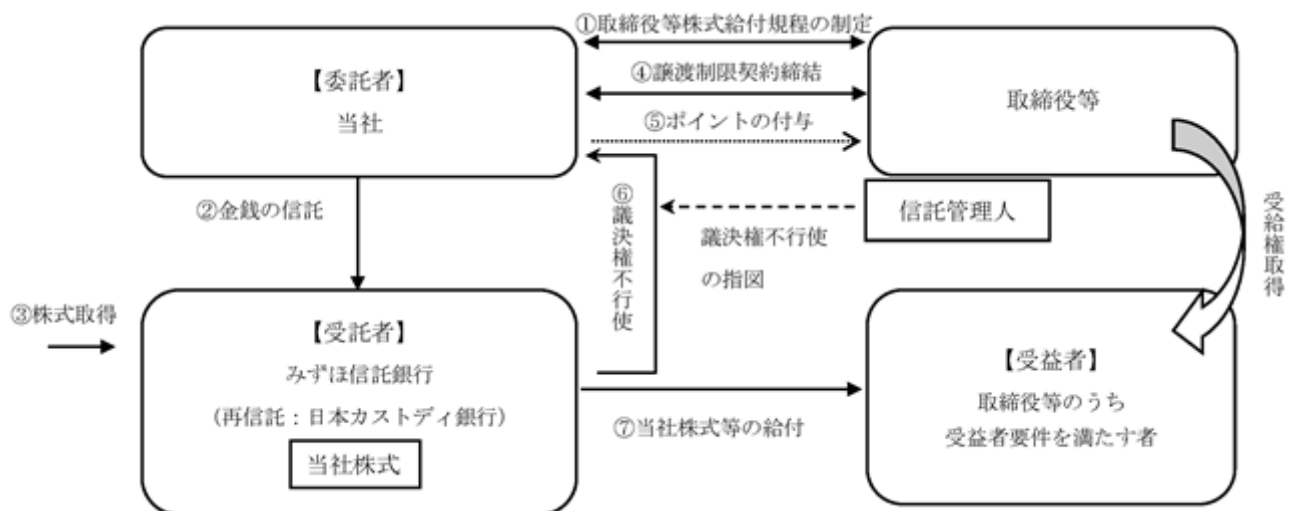 ①取締役等株式給付規程の制定
【委託者】
当社
④譲渡制限契約締結
取締役等
⑤ポイントの付与
②金銭の信託
⑥議決権不行使
信託管理人
議決権不行使
の指図
受給権取得
③株式取得
【受託者】
みずほ信託銀行
(再信託：日本カストディ銀行)
当社株式
⑦当社株式等の給付
【受益者】
取締役等のうち
受益者要件を満たす者